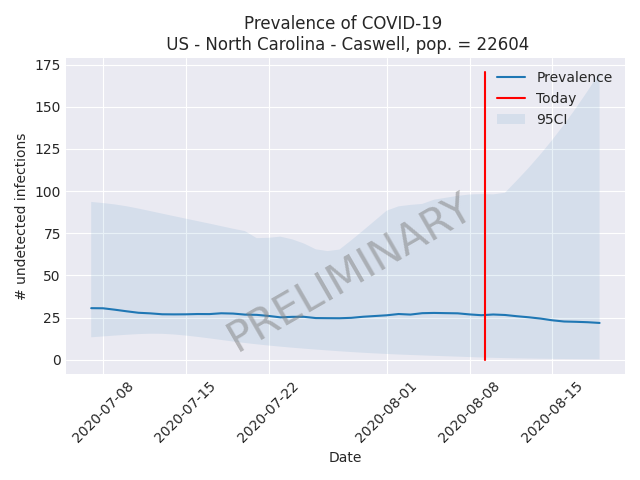 Prevalence of COVID-19
US - North Carolina - Caswell, pop. = 22604
# undetected infections
175
150
125
100
75
50
25
0
Prevalence
Today
95CI
PRELIMINARY
2020-07-08
2020-07-15
2020-07-22
2020-08-01
2020-08-08
2020-08-15
Date